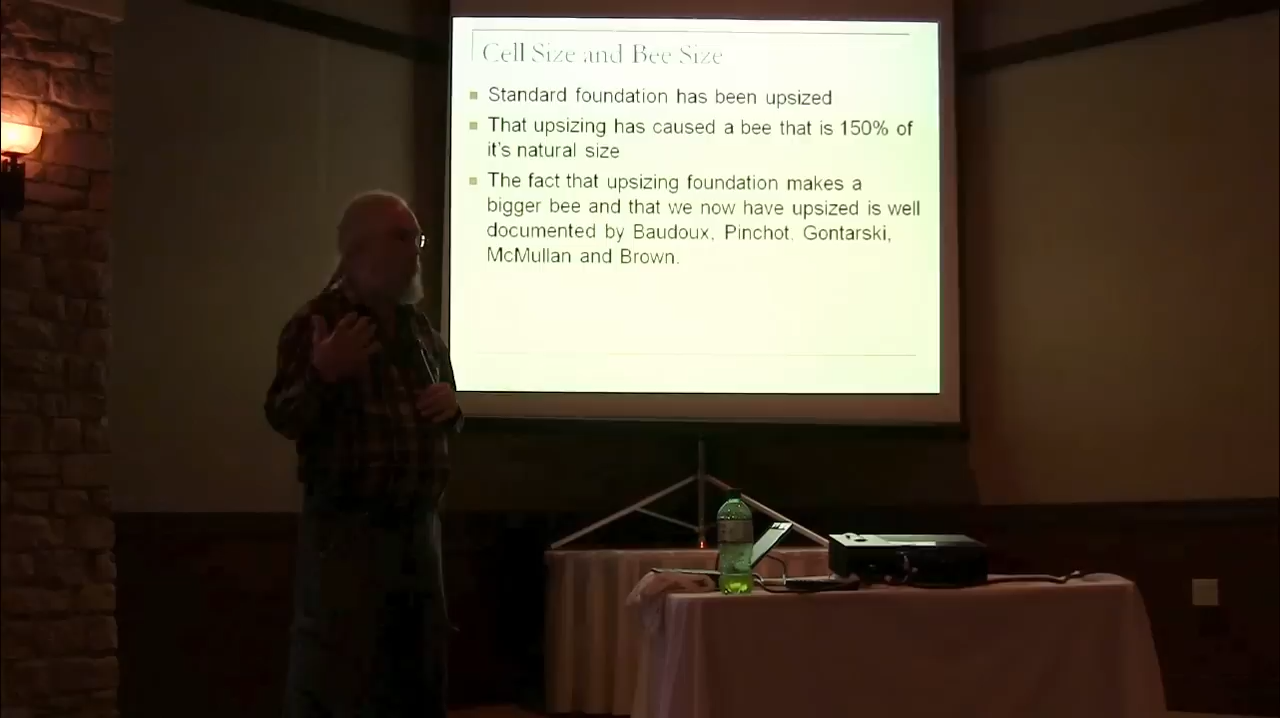 Cell Size and Bee Size
Standard foundation has been upsized
That upsizing has caused a bee that is 150% of
it's natural size
The fact that upsizing foundation makes a
bigger bee and that we now have upsized is well
documented by Baudoux, Pinchot, Gontarski,
McMullan and Brown.